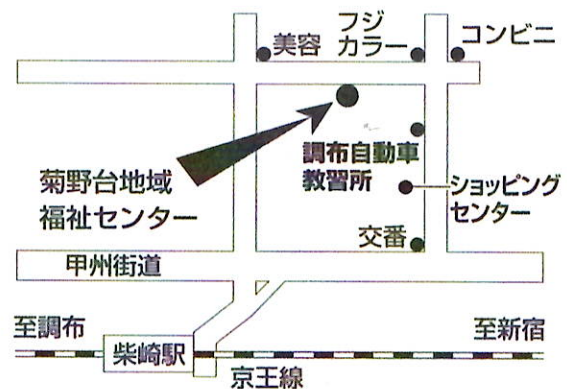 フジ
カラー
美容
コンビニ
調布自動車
教習所
菊野台地域
福祉センター
ショッピング
センター
交番
甲州街道
至調布
至新宿
柴崎駅
京王線